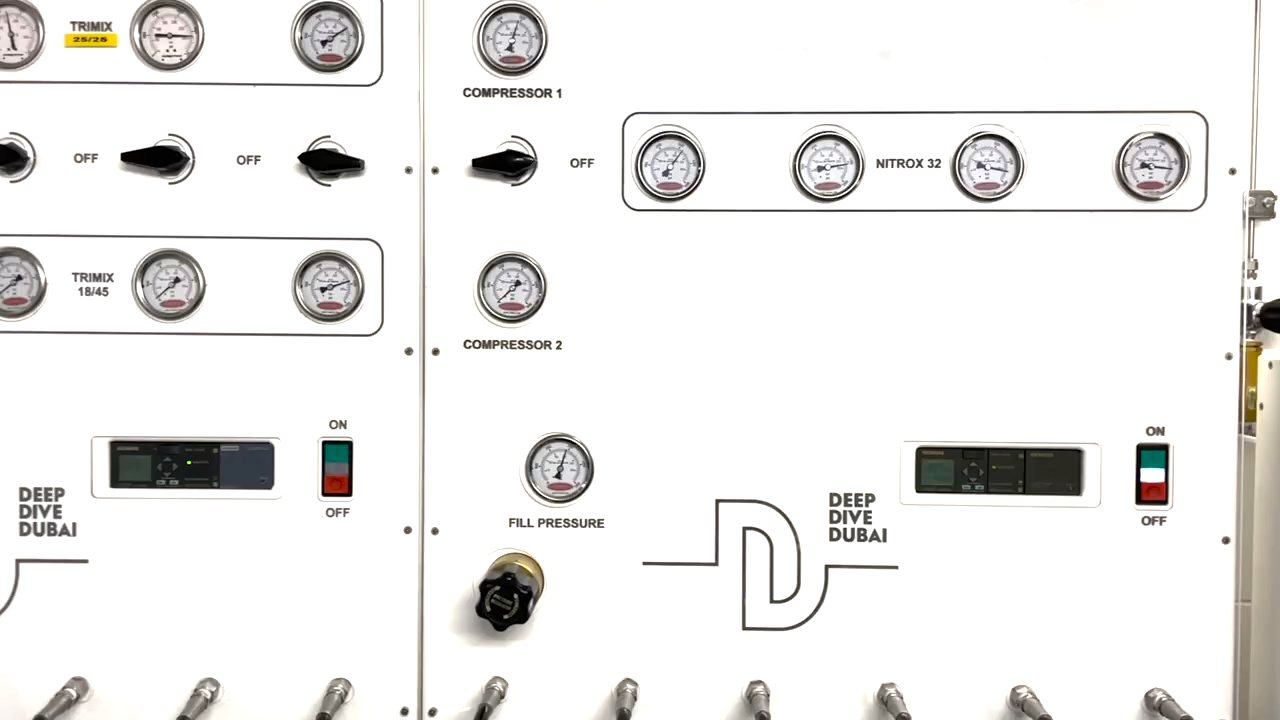 TRIMIX
25/25
OFF
OFF
TRIMIX
18/45
ON
OFF
DEEP
DIVE
DUBAI
COMPRESSOR 1
OFF
NITROX 32
COMPRESSOR 2
FILL PRESSURE
DEEP
DIVE
DUBAI
ON
OFF